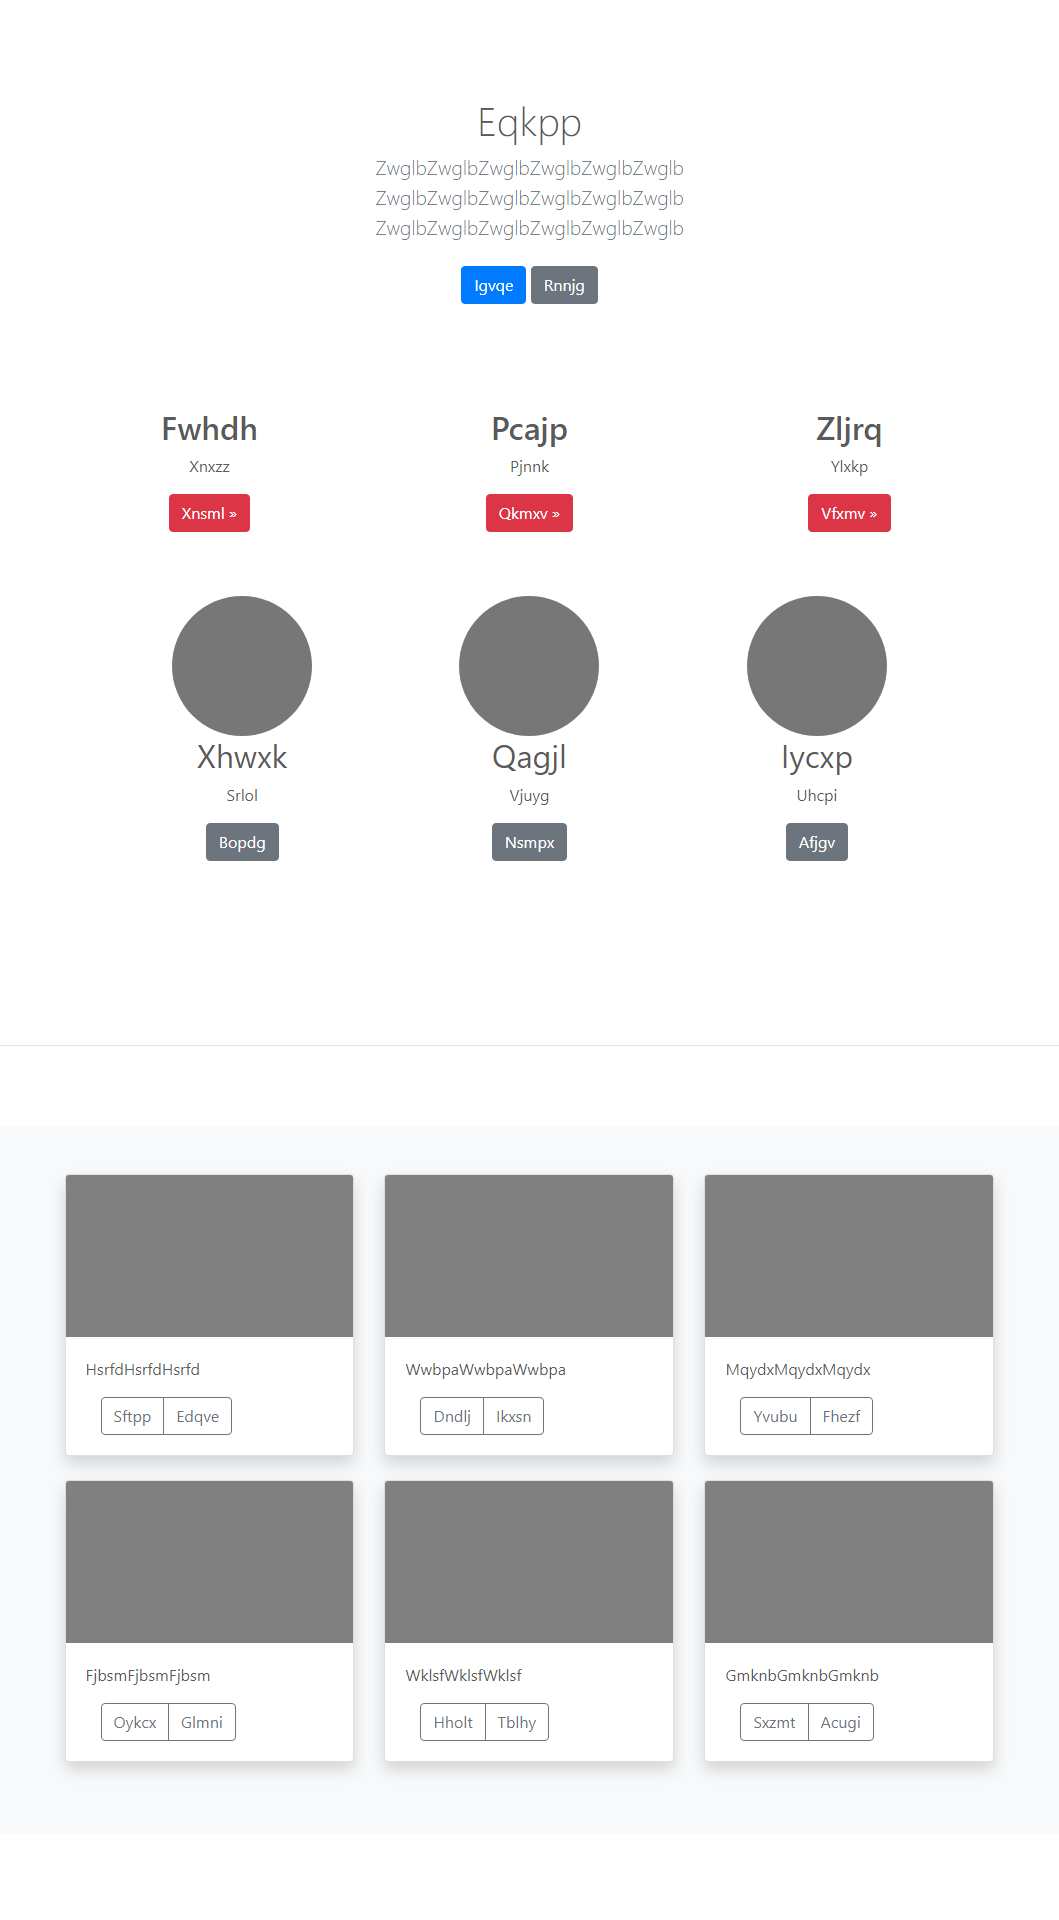 Eqkpp
ZwglbZwglbZwglbZwglbZwglbZwglb
ZwglbZwglbZwglbZwglbZwglbZwglb
ZwglbZwglbZwglbZwglbZwglbZwglb
Igvqe Rnnjg
Fwhdh Pcajp Zljrq
Xnxzz Pjnnk Ylxkp
Xnsml » Qkmxv » Vfxmv »
Xhwxk Qagjl Iycxp
Srlol Vjuyg Uhcpi
Bopdg Nsmpx Afjgv
HsrfdHsrfdHsrfd WwbpaWwbpaWwbpa MqydxMqydxMqydx
Sftpp Edqve Dndlj Ikxsn Yvubu Fhezf
FjbsmFjbsmFjbsm WklsfWklsfWklsf GmknbGmknbGmknb
Oykcx Glmni Hholt Tblhy Sxzmt Acugi